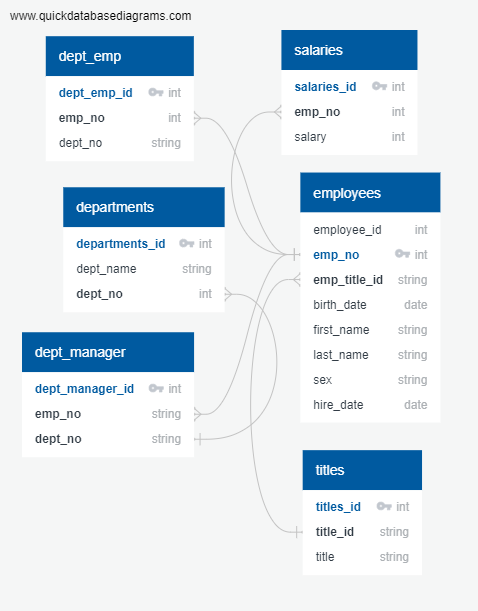 www.quickdatabasediagrams.com
dept_emp
dept_emp_id int
emp_no int
dept_no string
salaries
salaries_id int
emp_no int
salary int
departments
departments_id int
dept_name string
dept_no int
employees
employee_id int
emp_no int
emp_title_id string
birth_date date
first_name string
last_name string
sex string
hire_date date
dept_manager
dept_manager_id int
emp_no string
dept_no string
titles
titles_id int
title_id string
title string